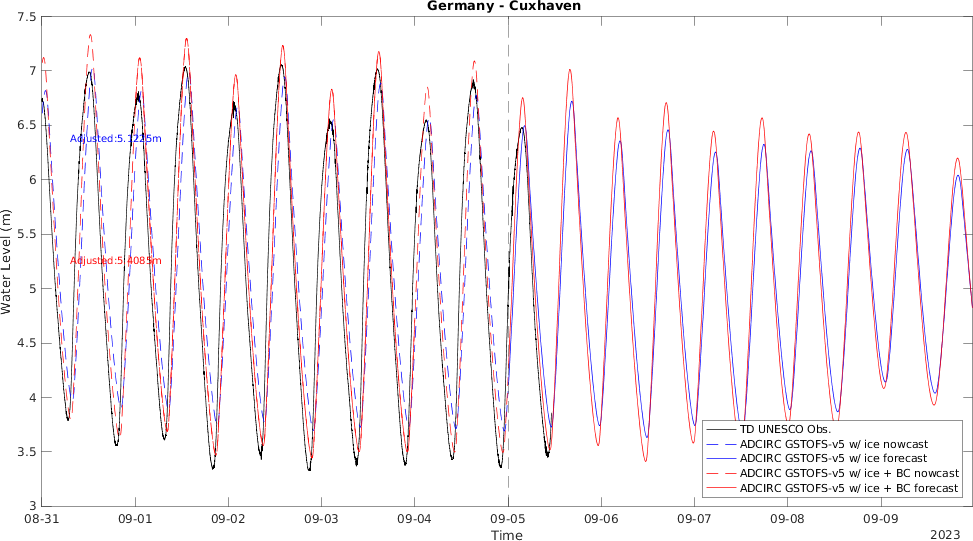 Germany - Cuxhaven
7.5
7
6.5
6
5.5
5
4.5
4
3.5
3
Water Level (m)
Adjusted:5.1225m
Adjusted:5.4085m
TD UNESCO Obs.
ADCIRC GSTOFS-v5 w/ ice nowcast
ADCIRC GSTOFS-v5 w/ ice forecast
ADCIRC GSTOFS-v5 w/ ice + BC nowcast
ADCIRC GSTOFS-v5 w/ ice + BC forecast
08-31 09-01 09-02 09-03 09-04 09-05 09-06 09-07 09-08 09-09
Time
2023